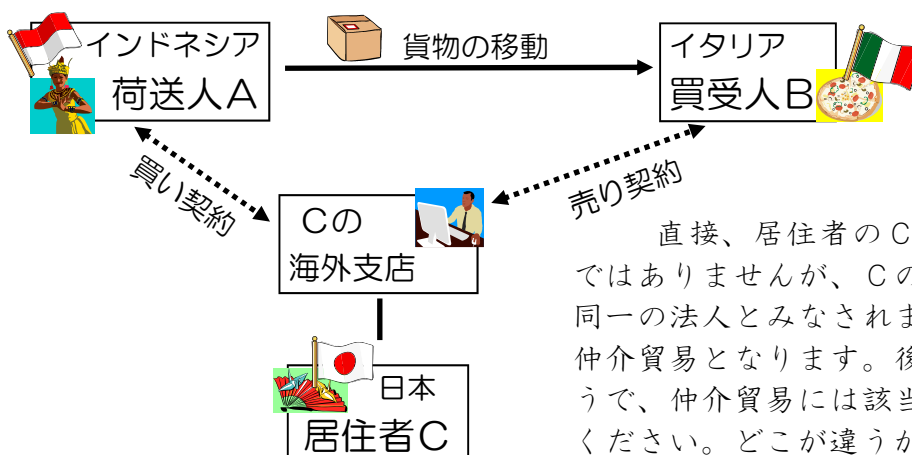 インドネシア
荷送人A
貨物の移動
イタリア
買受人B
買い契約
売り契約
Cの
海外支店
日本
居住者C
直接、居住者のC
ではありませんが、Cの
同一の法人とみなされま
仲介貿易となります。後
うで、仲介貿易には該当
ください。どこが違うか